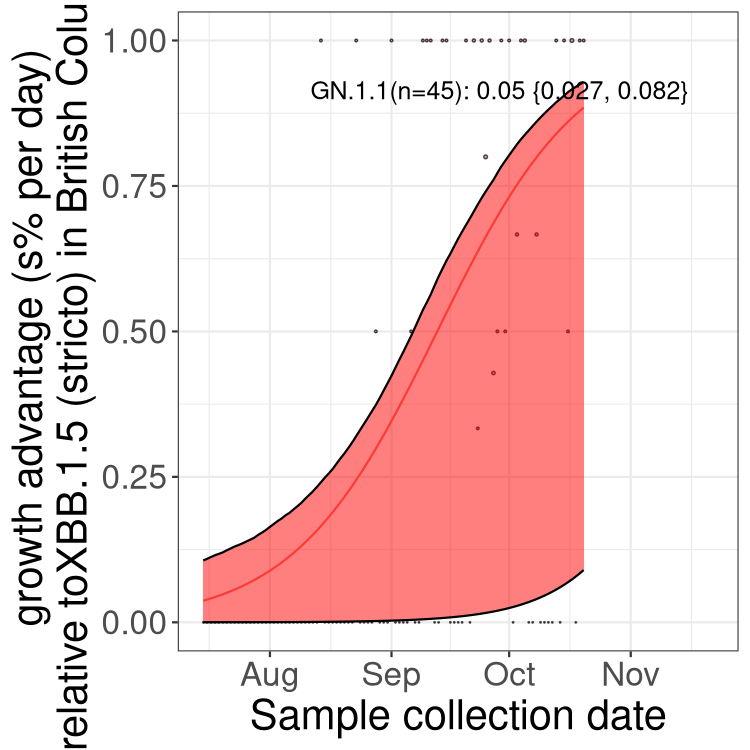 growth advantage (s% per day)
relative toXBB.1.5 (stricto) in British Colu
1.00
0.75
0.50
0.25
0.00
GN.1.1(n=45): 0.05 {0.027, 0.082}
Aug Sep Oct Nov
Sample collection date